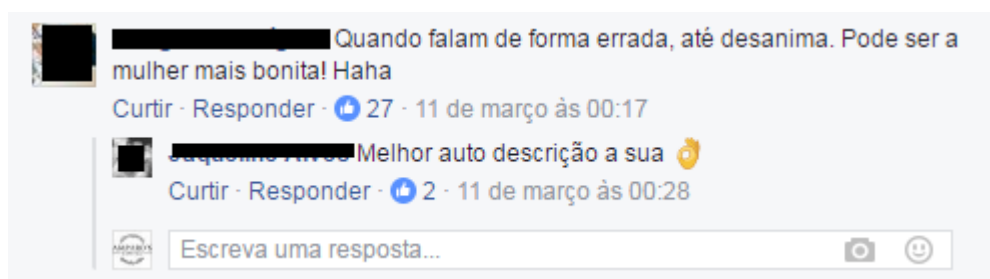 Quando falam de forma errada, até desanima. Pode ser a
mulher mais bonita! Haha
Curtir · Responder · 27 · 11 de março às 00:17
Melhor auto descrição a sua 👌
Curtir · Responder · 2 · 11 de março às 00:28
Escreva uma resposta...